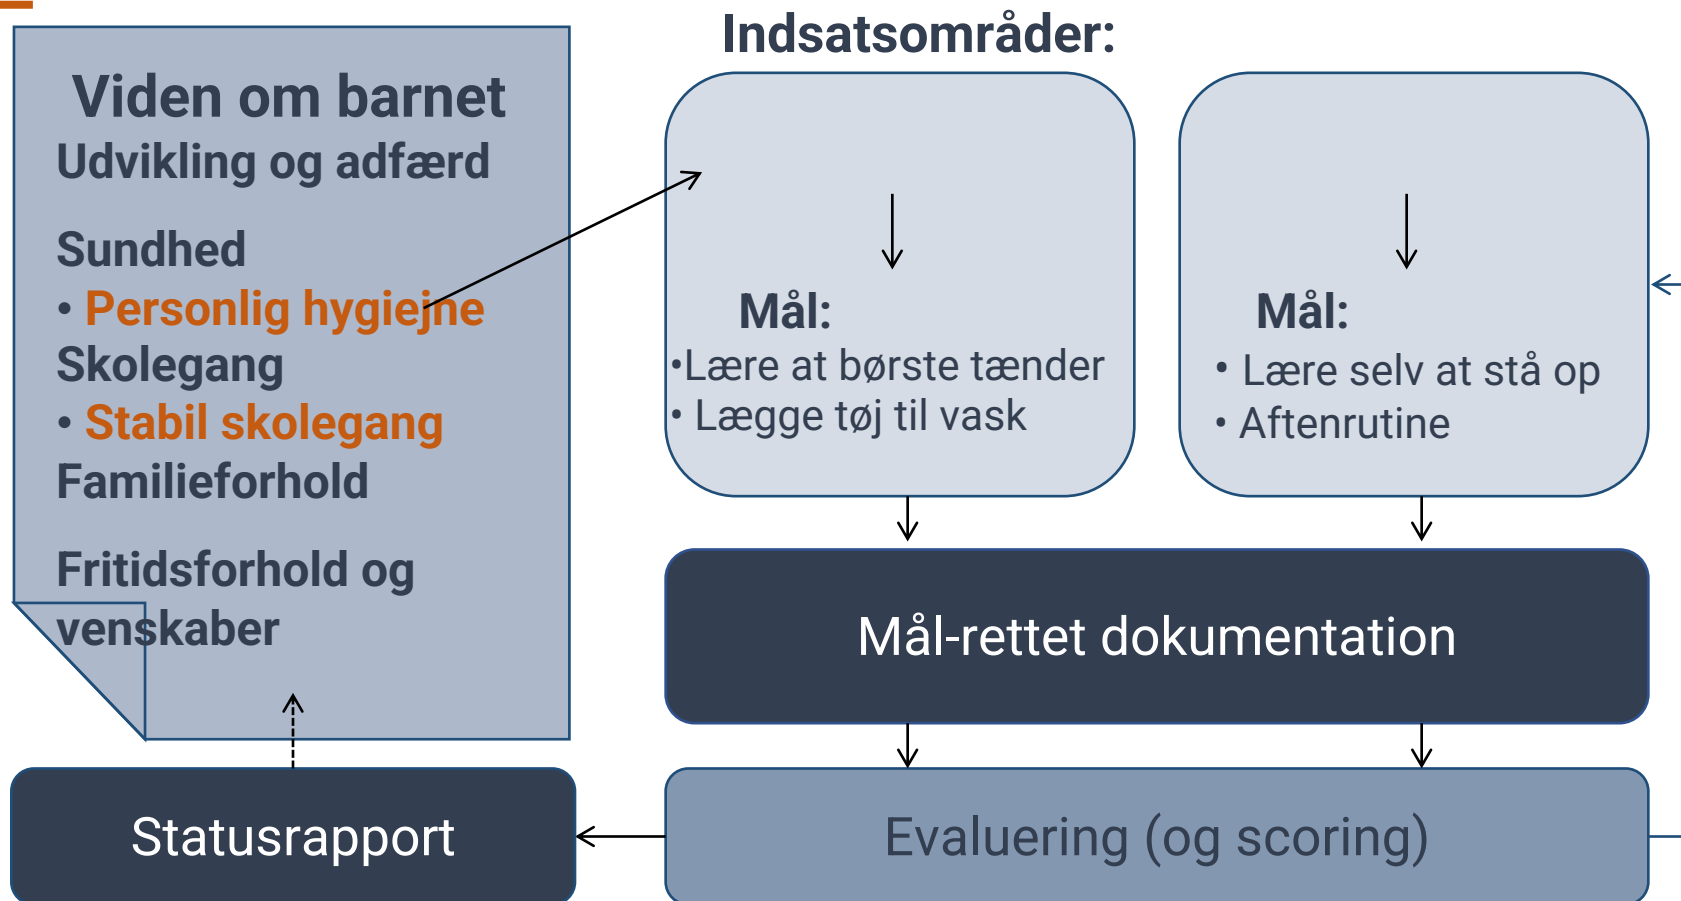 Viden om barnet
Udvikling og adfærd
Sundhed
• Personlig hygiejne
Skolegang
• Stabil skolegang
Familieforhold
Fritidsforhold og
venskaber
Indsatsområder:
Mål:
•Lære at børste tænder
• Lægge tøj til vask
Mål:
• Lære selv at stå op
• Aftenrutine
Mål-rettet dokumentation
Evaluering (og scoring)
Statusrapport